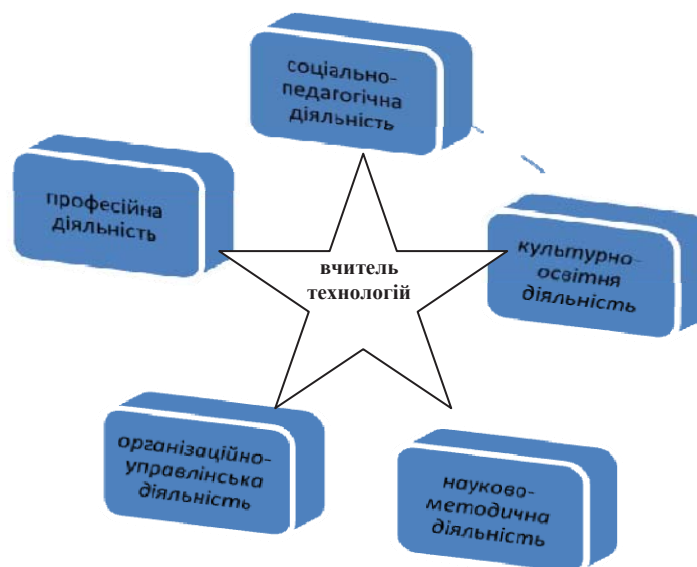 соціально-
педагогічна
діяльність
професійна
діяльність
вчитель
технологій
культурно-
освітня
діяльність
організаційно-
управлінська
діяльність
науково-
методична
діяльність